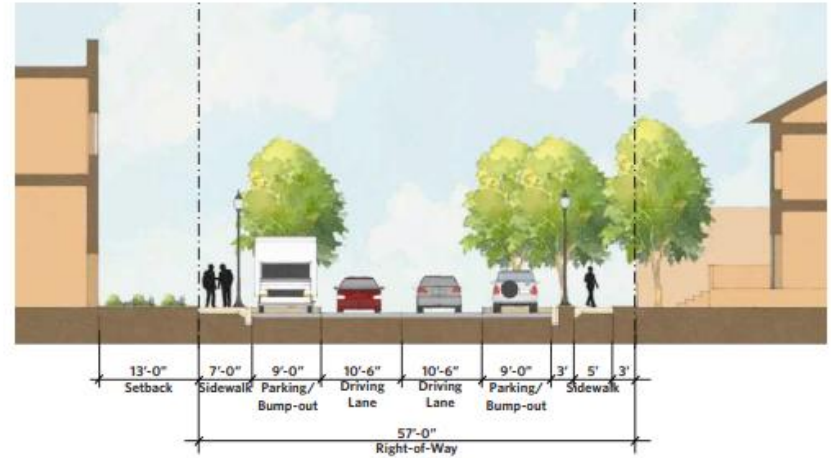 13'-0" 7'-0" 9'-0" 10'-6" 10'-6" 9'-0" 3' 5' 3'
Setback Sidewalk Parking/ Driving Driving Parking/ Sidewalk
Bump-out Lane Lane Bump-out
57'-0"
Right-of-Way